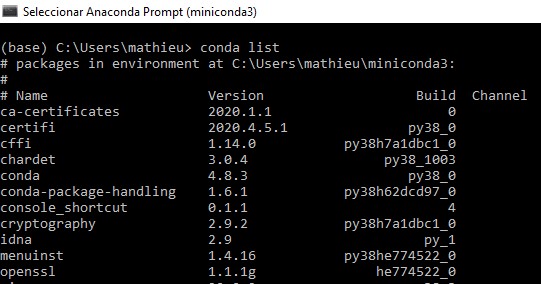 Seleccionar Anaconda Prompt (miniconda3)
(base) C:\Users\mathieu> conda list
# packages in environment at C:\Users\mathieu\miniconda3:
#
# Name Version Build Channel
ca-certificates 2020.1.1 0
certifi 2020.4.5.1 py38_0
cffi 1.14.0 py38h7a1dbc1_0
chardet 3.0.4 py38_1003
conda 4.8.3 py38_0
conda-package-handling 1.6.1 py38h62dcd97_0
console_shortcut 0.1.1 4
cryptography 2.9.2 py38h7a1dbc1_0
idna 2.9 py_1
menuinst 1.4.16 py38he774522_0
openssl 1.1.1g he774522_0